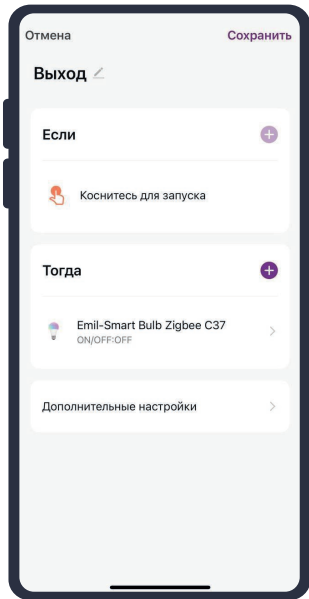 Отмена
Сохранить
Выход
Если
Коснитесь для запуска
Тогда
Emil-Smart Bulb Zigbee C37
ON/OFF:OFF
Дополнительные настройки